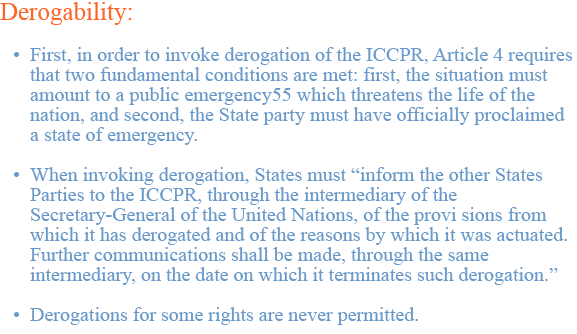 Derogability:
• First, in order to invoke derogation of the ICCPR, Article 4 requires
that two fundamental conditions are met: first, the situation must
amount to a public emergency55 which threatens the life of the
nation, and second, the State party must have officially proclaimed
a state of emergency.
• When invoking derogation, States must “inform the other States
Parties to the ICCPR, through the intermediary of the
Secretary-General of the United Nations, of the provi sions from
which it has derogated and of the reasons by which it was actuated.
Further communications shall be made, through the same
intermediary, on the date on which it terminates such derogation.”
• Derogations for some rights are never permitted.